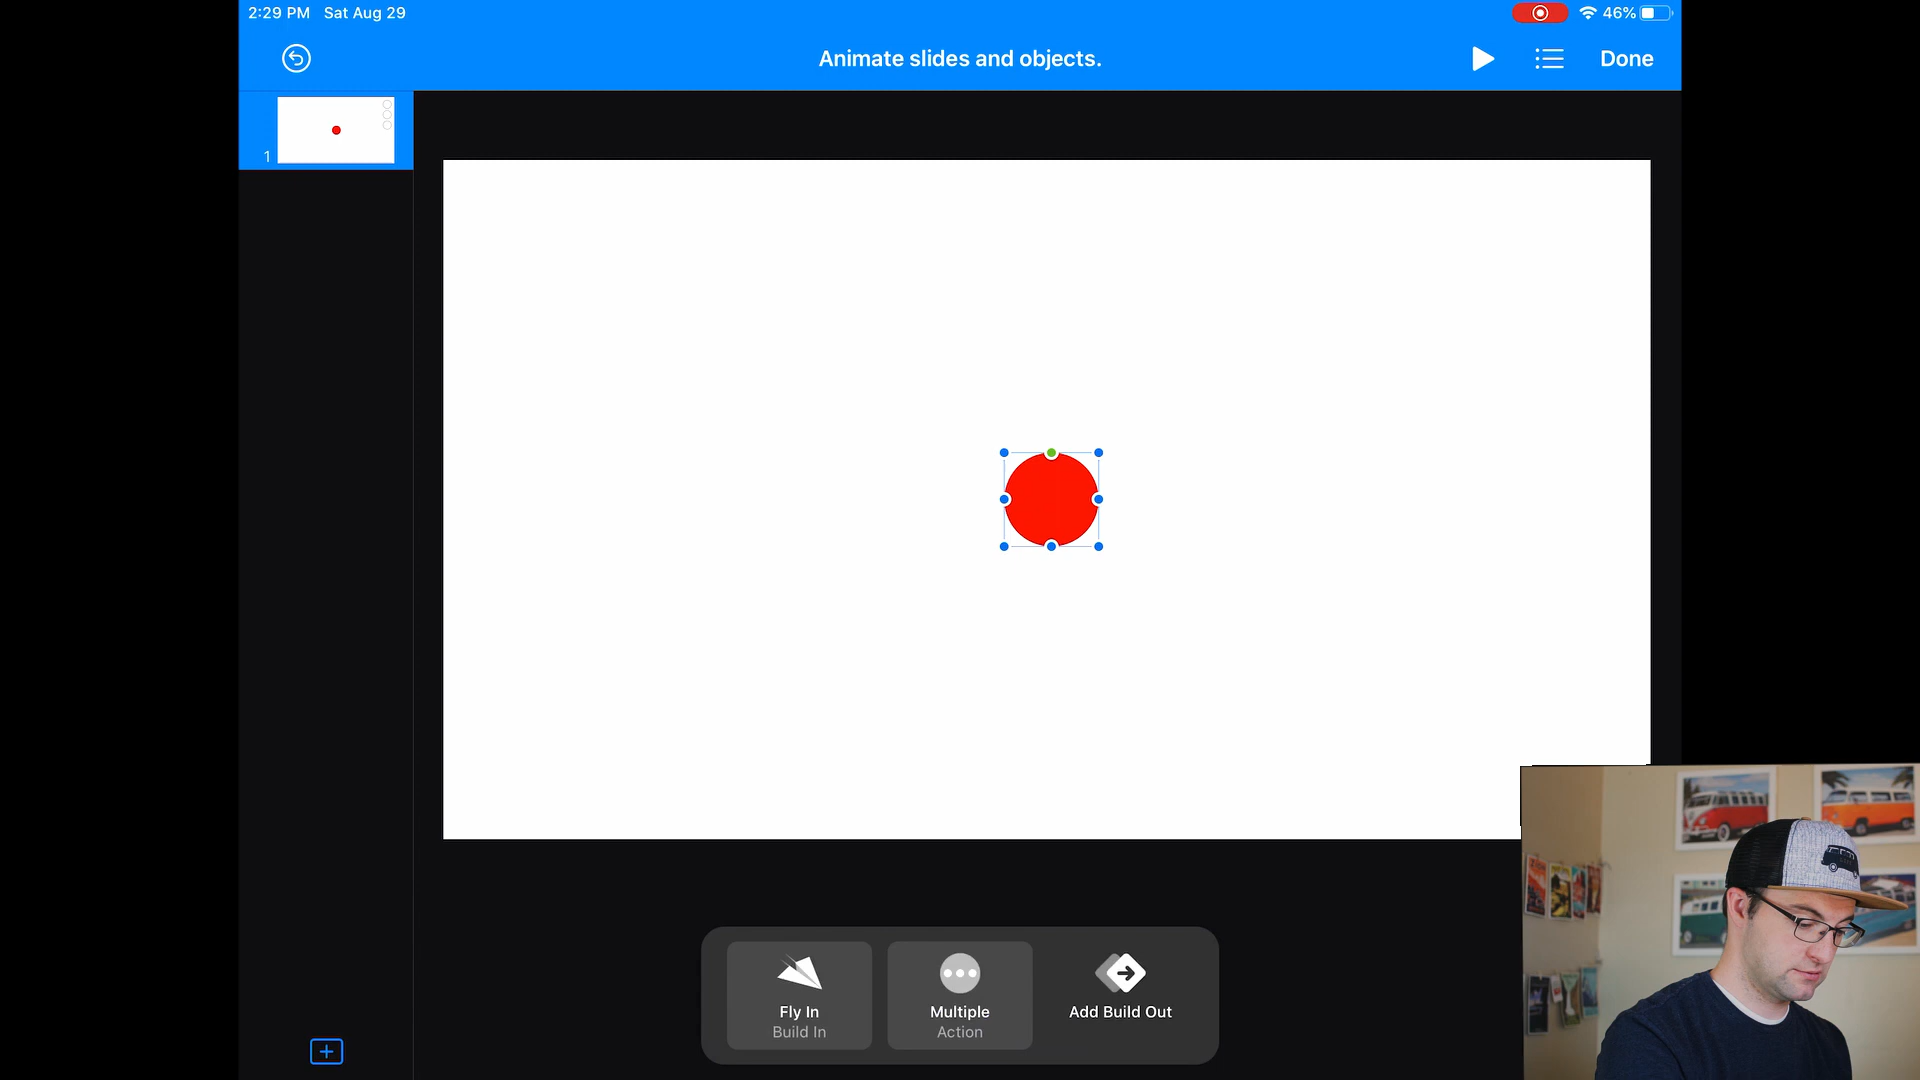 2:29 PM Sat Aug 29
46%
Animate slides and objects.
Done
1
Fly In
Build In
Multiple
Action
Add Build Out